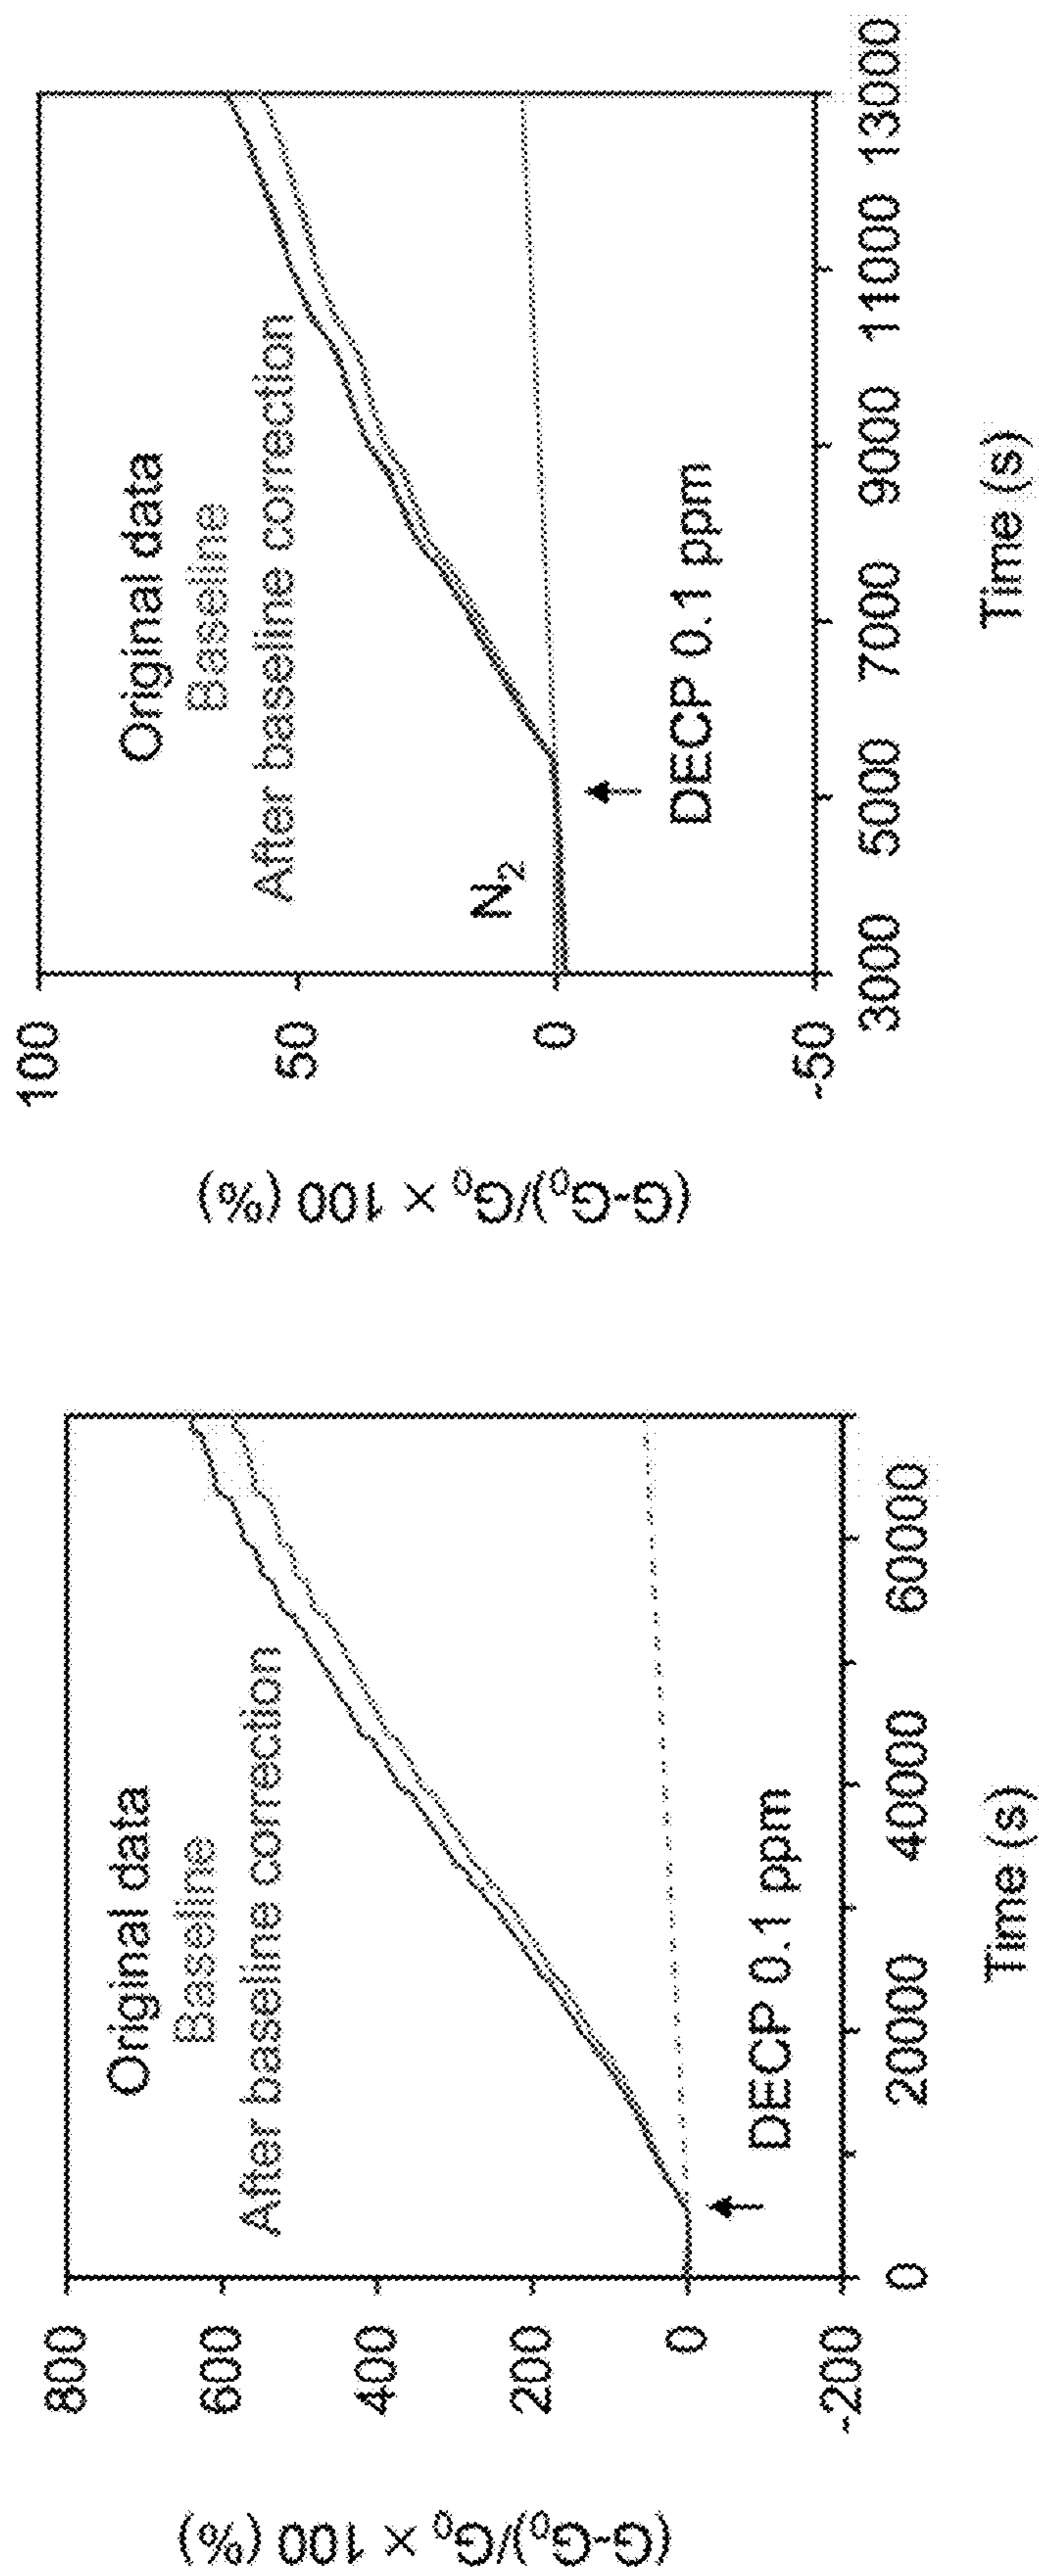 (G-G0)/G0 × 100 (%)
800
600
400
200
0
-200
Original data
Baseline
After baseline correction
DECP 0.1 ppm
0
20000
40000
60000
Time (s)
(G-G0)/G0 × 100 (%)
100
50
0
-50
Original data
Baseline
After baseline correction
N2
DECP 0.1 ppm
3000
5000
7000
9000
11000
13000
Time (s)